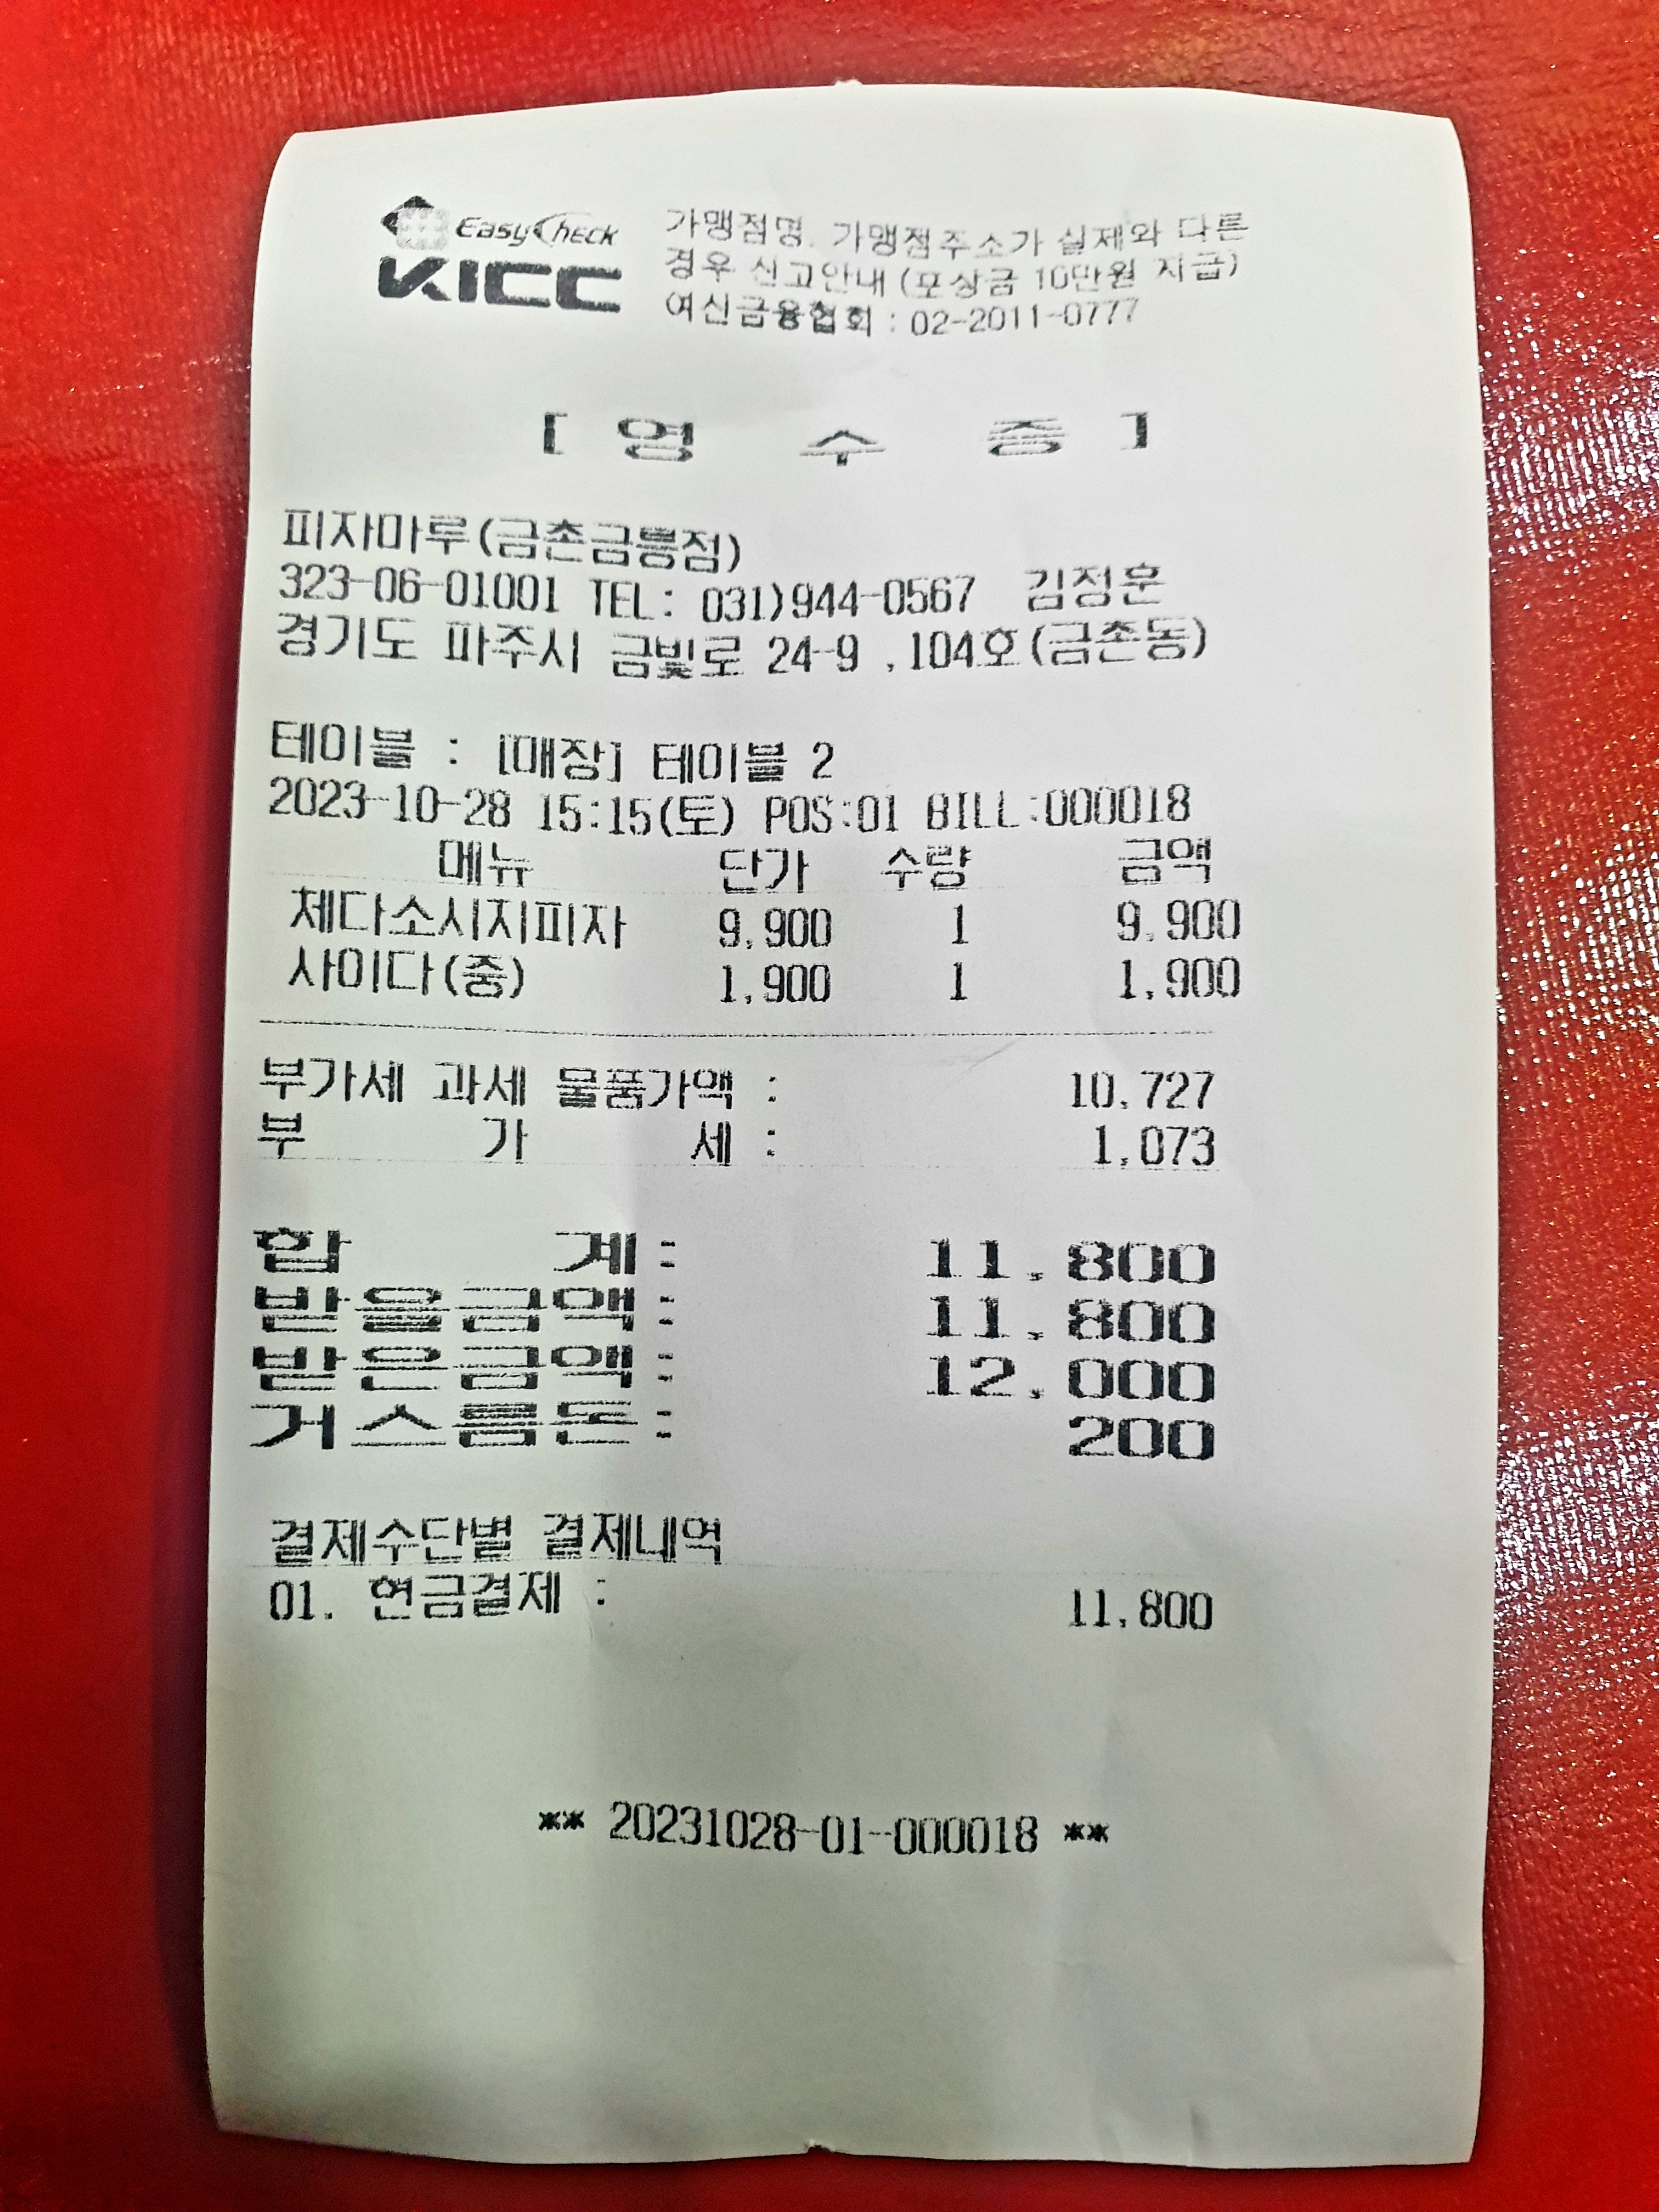 EasyCheck
KICC
가맹점명, 가맹점주소가 실제와 다른
경우 신고안내 (포상금 10만원 지급)
여신금융협회 : 02-2011-0777
[ 영 수 증 ]
피자마루(금촌금릉점)
323-06-01001 TEL: 031)944-0567 김정훈
경기도 파주시 금빛로 24-9 ,104호(금촌동)
테이블 : [매장] 테이블 2
2023-10-28 15:15(토) POS:01 BILL:000018
메뉴 단가 수량 금액
체다소시지피자 9,900 1 9,900
사이다(중) 1,900 1 1,900
부가세 과세 물품가액 : 10,727
부 가 세 : 1,073
합 계: 11,800
받을금액: 11,800
받은금액: 12,000
거스름돈: 200
결제수단별 결제내역
01. 현금결제 : 11,800
** 20231028-01-000018 **